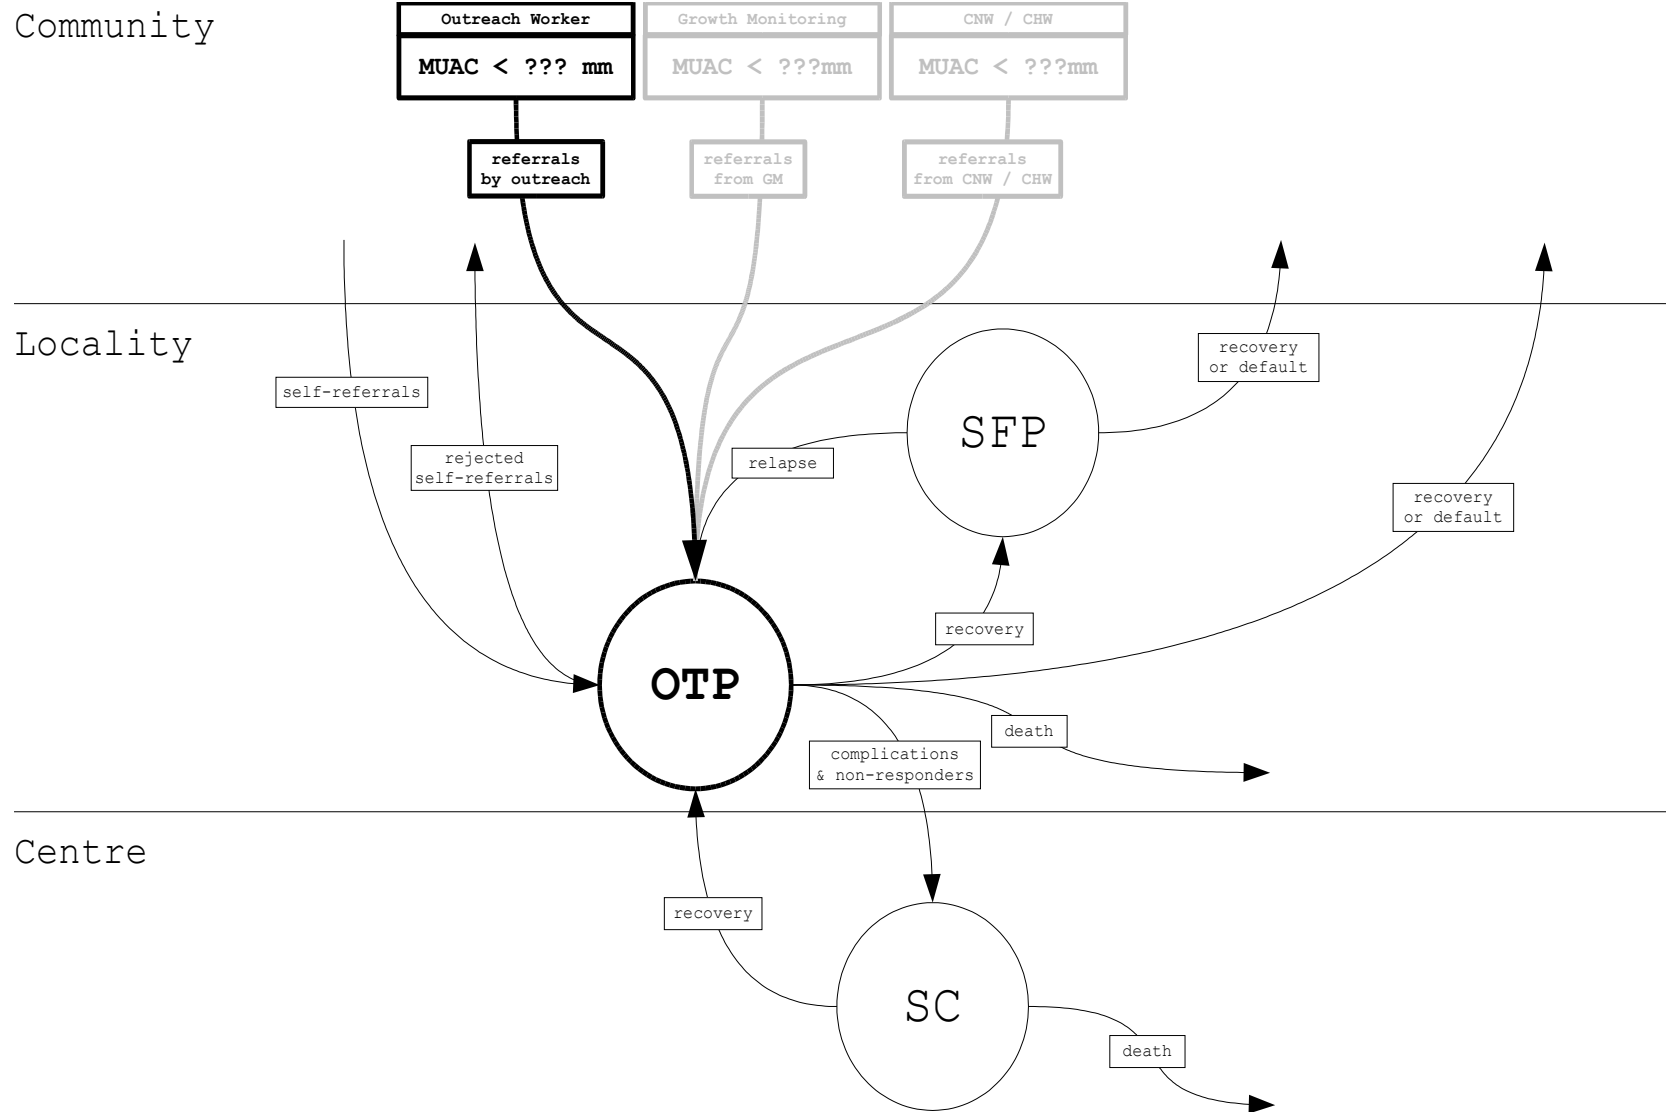 Community
Outreach Worker
MUAC < ??? mm
Growth Monitoring
MUAC < ???mm
CNW / CHW
MUAC < ???mm
referrals
by outreach
referrals
from GM
referrals
from CNW / CHW
Locality
self-referrals
rejected
self-referrals
relapse
SFP
recovery
or default
recovery
or default
recovery
OTP
death
complications
& non-responders
Centre
recovery
SC
death